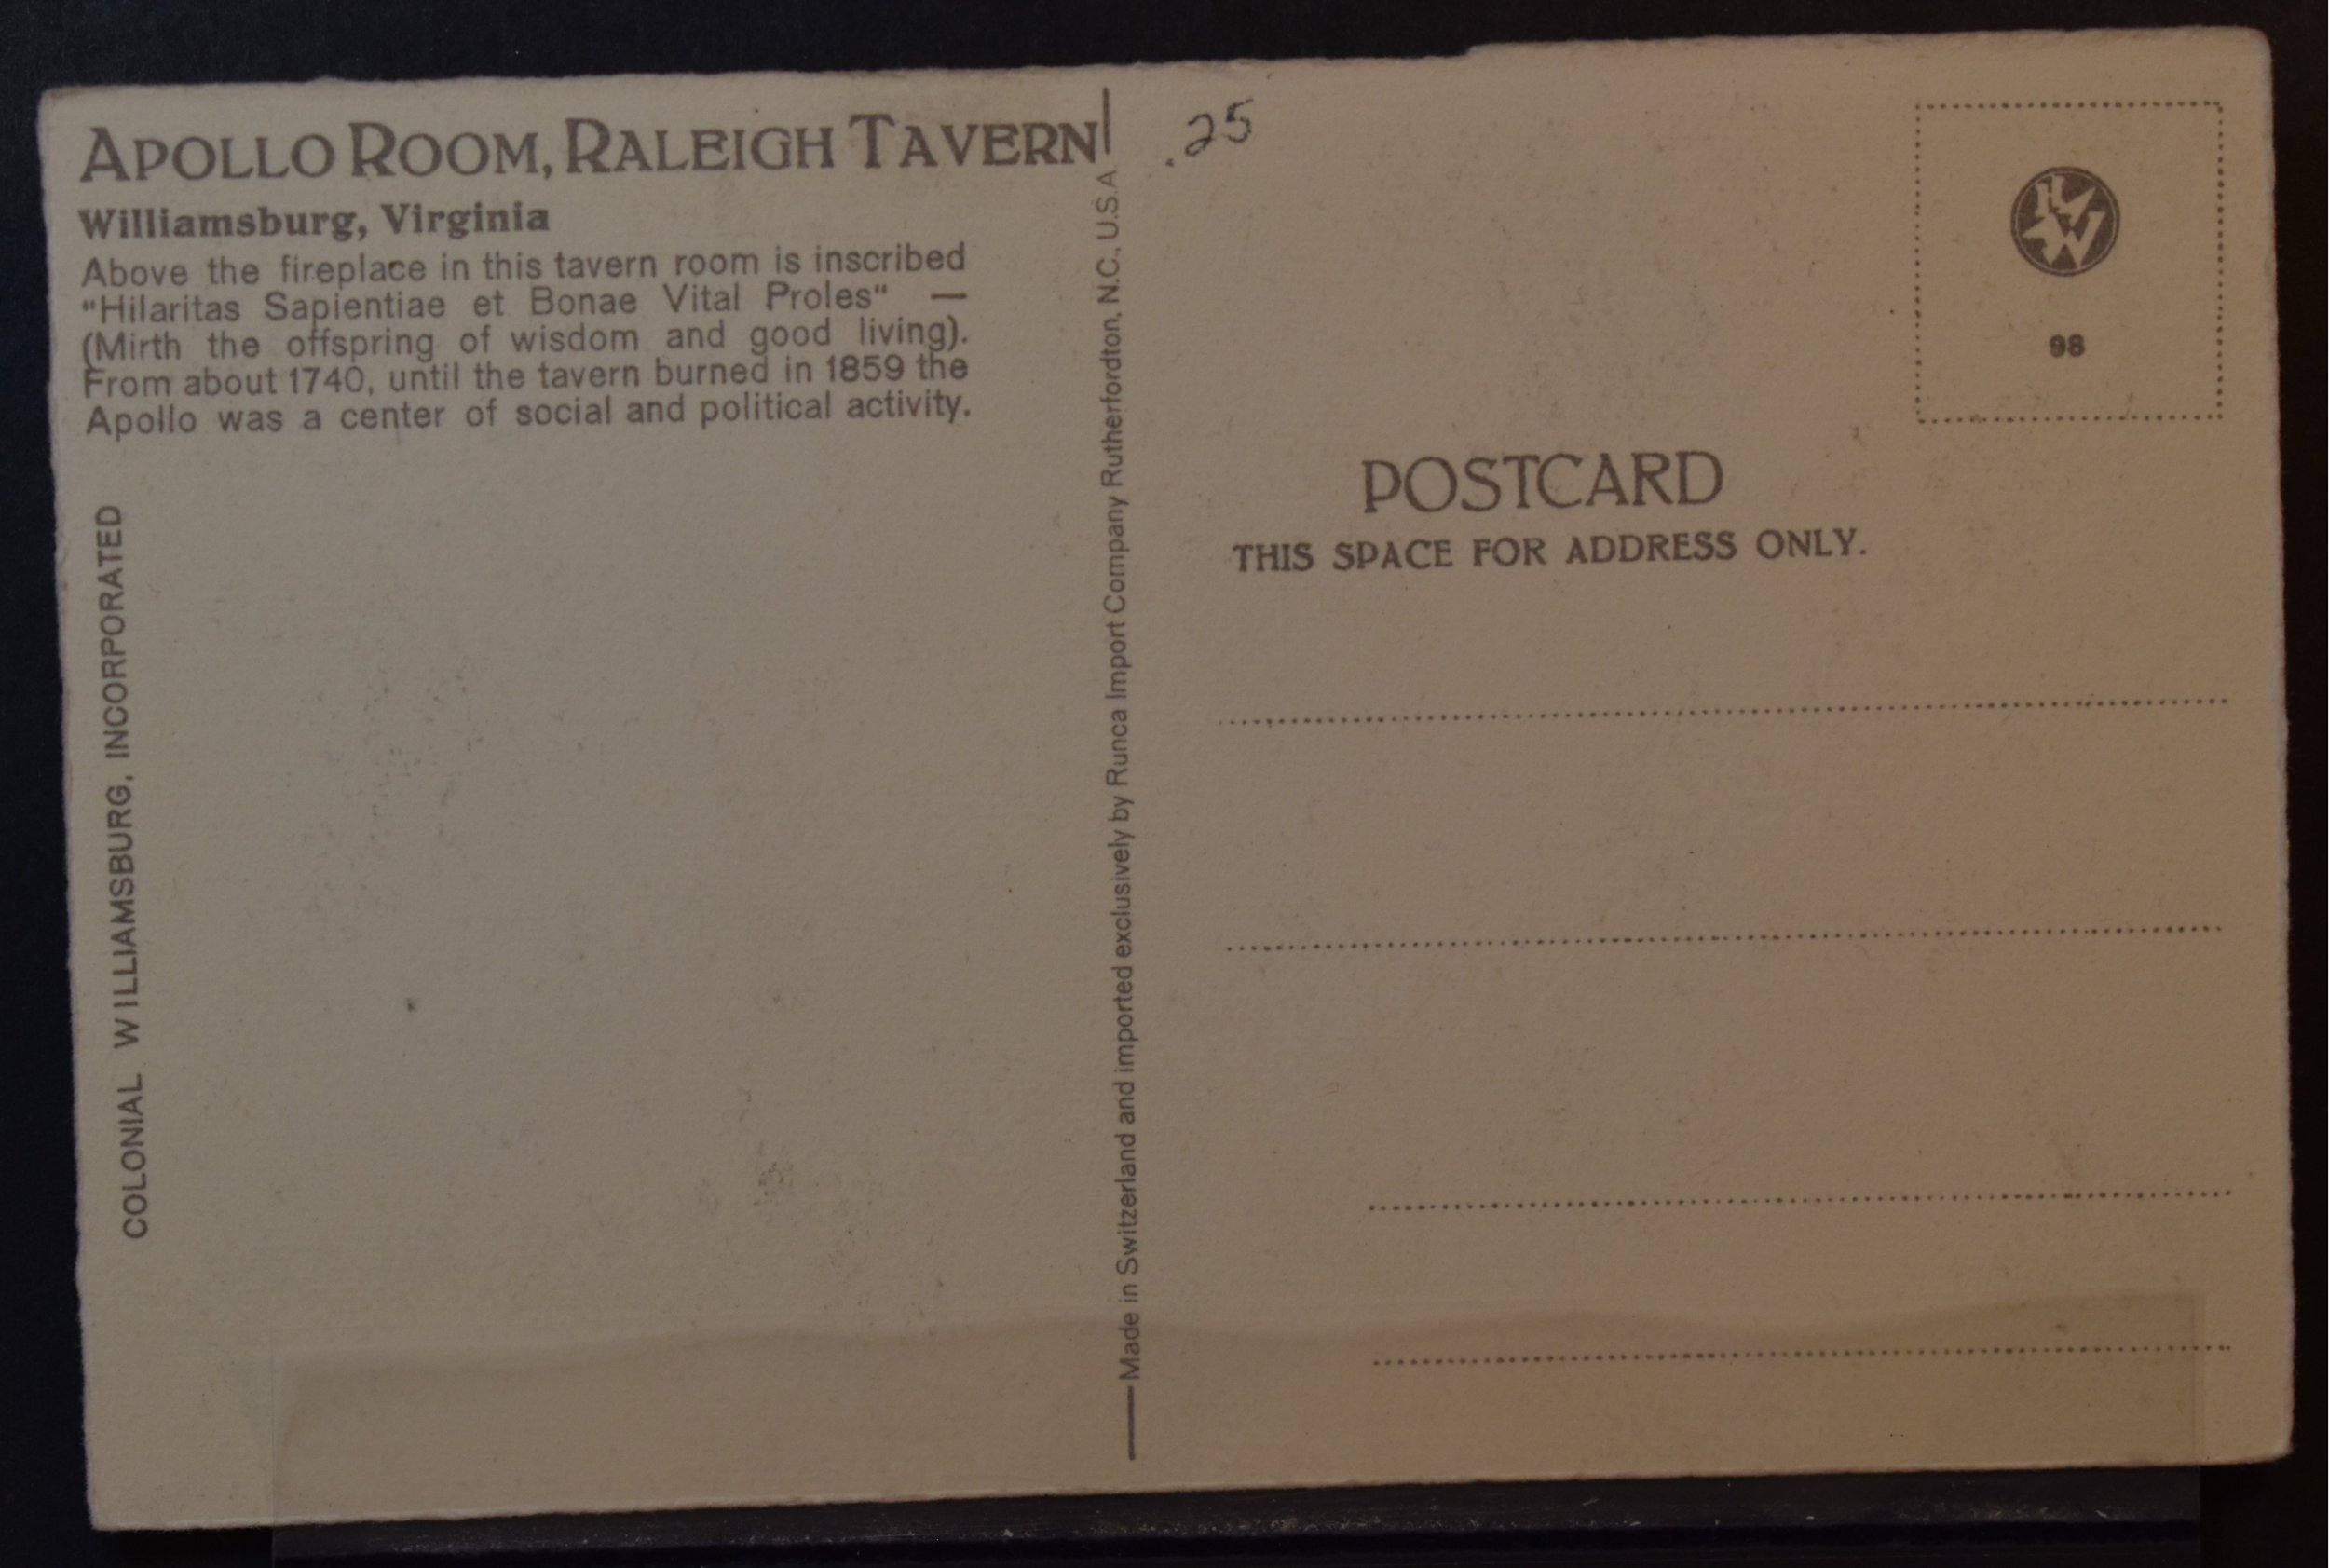 APOLLO ROOM, RALEIGH TAVERN
Williamsburg, Virginia
Above the fireplace in this tavern room is inscribed
"Hilaritas Sapientiae et Bonae Vital Proles" —
(Mirth the offspring of wisdom and good living).
From about 1740, until the tavern burned in 1859 the
Apollo was a center of social and political activity.
COLONIAL WILLIAMSBURG, INCORPORATED
Made in Switzerland and imported exclusively by Runca Import Company Rutherfordton, N.C., U.S.A
.25
98
POSTCARD
THIS SPACE FOR ADDRESS ONLY.